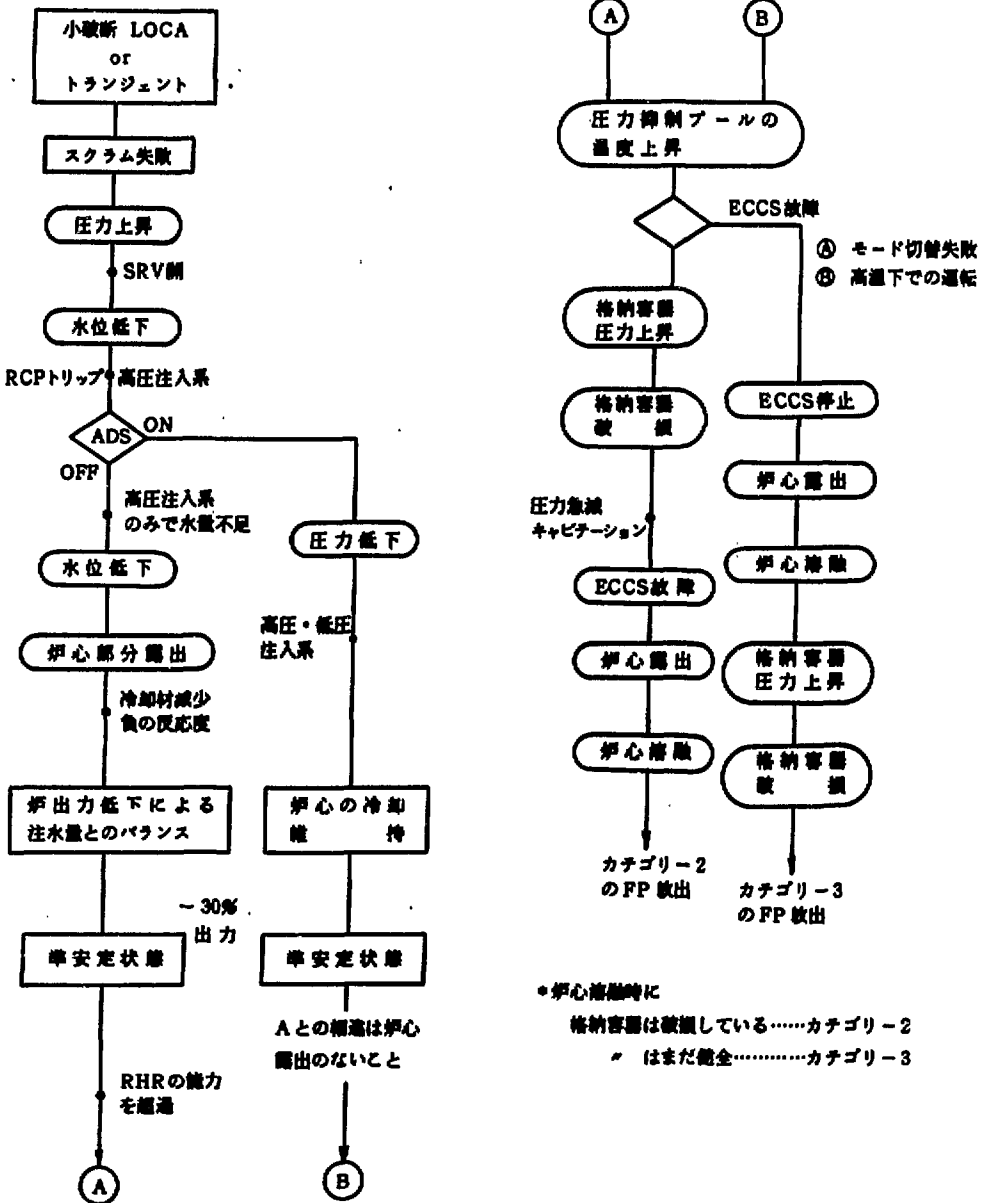 小破断 LOCA
or
トランジェント
スクラム失敗
圧力上昇
SRV開
水位低下
RCPトリップ 高圧注入系
ADS
ON
OFF
高圧注入系
のみで水量不足
水位低下
炉心部分露出
冷却材減少
負の反応度
炉出力低下による
注水量とのバランス
~30%
出力
準安定状態
RHRの能力
を超過
A
圧力低下
高圧・低圧
注入系
炉心の冷却
維持
準安定状態
Aとの相違は炉心
露出のないこと
B
A
B
圧力抑制プールの
温度上昇
ECCS故障
Ⓐ モード切替失敗
Ⓑ 高温下での運転
格納容器
圧力上昇
格納容器
破損
圧力急減
キャビテーション
ECCS故障
炉心露出
炉心溶融
カテゴリー2
のFP放出
ECCS停止
炉心露出
炉心溶融
格納容器
圧力上昇
格納容器
破損
カテゴリー3
のFP放出
*炉心溶融時に
格納容器は破損している……カテゴリー2
〃 はまだ健全…………カテゴリー3